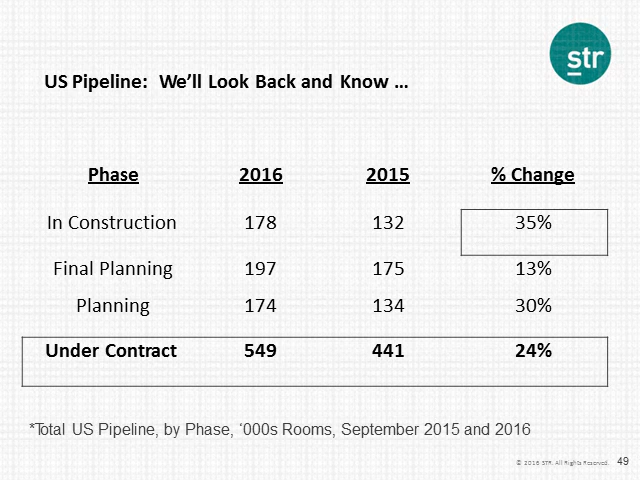 str
US Pipeline: We’ll Look Back and Know …
Phase 2016 2015 % Change
In Construction 178 132 35%
Final Planning 197 175 13%
Planning 174 134 30%
Under Contract 549 441 24%
*Total US Pipeline, by Phase, ‘000s Rooms, September 2015 and 2016
© 2016 STR. All Rights Reserved. 49